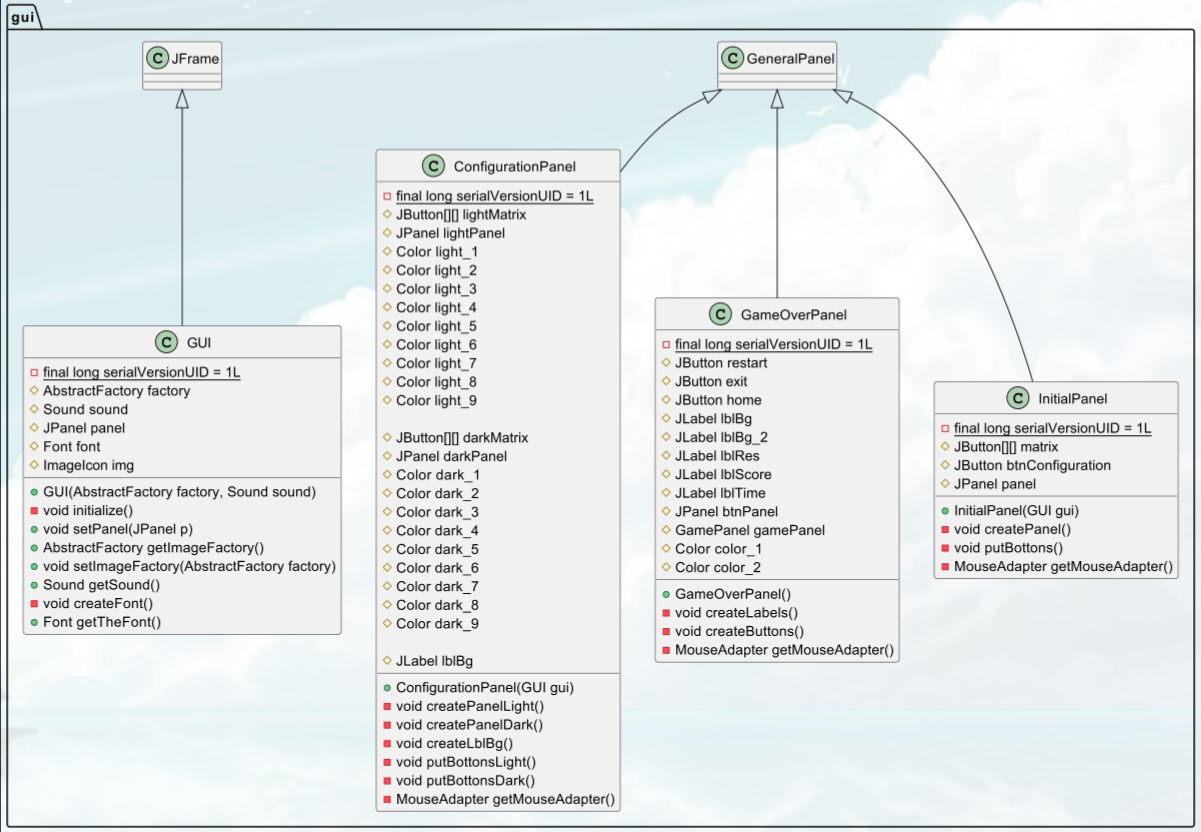 gui
C JFrame
C GeneralPanel
C ConfigurationPanel
final long serialVersionUID = 1L
JButton[][] lightMatrix
JPanel lightPanel
Color light_1
Color light_2
Color light_3
Color light_4
Color light_5
Color light_6
Color light_7
Color light_8
Color light_9
JButton[][] darkMatrix
JPanel darkPanel
Color dark_1
Color dark_2
Color dark_3
Color dark_4
Color dark_5
Color dark_6
Color dark_7
Color dark_8
Color dark_9
JLabel lblBg
ConfigurationPanel(GUI gui)
void createPanelLight()
void createPanelDark()
void createLblBg()
void putBottonsLight()
void putBottonsDark()
MouseAdapter getMouseAdapter()
C GUI
final long serialVersionUID = 1L
AbstractFactory factory
Sound sound
JPanel panel
Font font
ImageIcon img
GUI(AbstractFactory factory, Sound sound)
void initialize()
void setPanel(JPanel p)
AbstractFactory getImageFactory()
void setImageFactory(AbstractFactory factory)
Sound getSound()
void createFont()
Font getTheFont()
C GameOverPanel
final long serialVersionUID = 1L
JButton restart
JButton exit
JButton home
JLabel lblBg
JLabel lblBg_2
JLabel lblRes
JLabel lblScore
JLabel lblTime
JPanel btnPanel
GamePanel gamePanel
Color color_1
Color color_2
GameOverPanel()
void createLabels()
void createButtons()
MouseAdapter getMouseAdapter()
C InitialPanel
final long serialVersionUID = 1L
JButton[][] matrix
JButton btnConfiguration
JPanel panel
InitialPanel(GUI gui)
void createPanel()
void putBottons()
MouseAdapter getMouseAdapter()